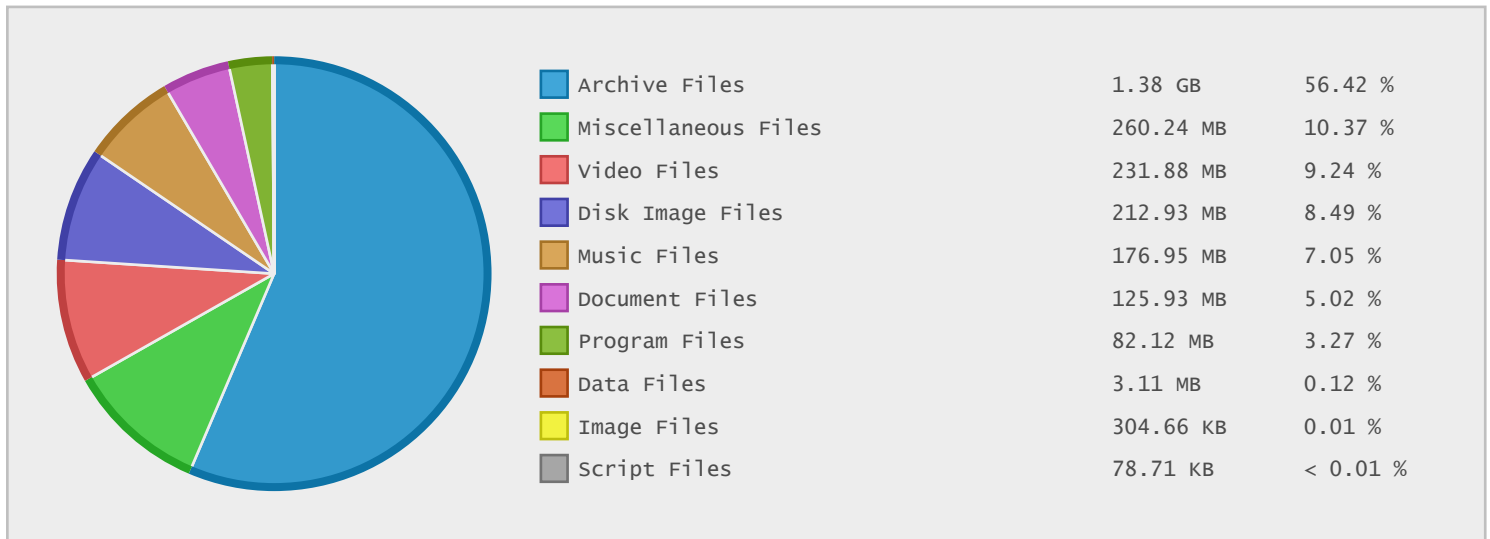 Archive Files 1.38 GB 56.42 %
Miscellaneous Files 260.24 MB 10.37 %
Video Files 231.88 MB 9.24 %
Disk Image Files 212.93 MB 8.49 %
Music Files 176.95 MB 7.05 %
Document Files 125.93 MB 5.02 %
Program Files 82.12 MB 3.27 %
Data Files 3.11 MB 0.12 %
Image Files 304.66 KB 0.01 %
Script Files 78.71 KB < 0.01 %